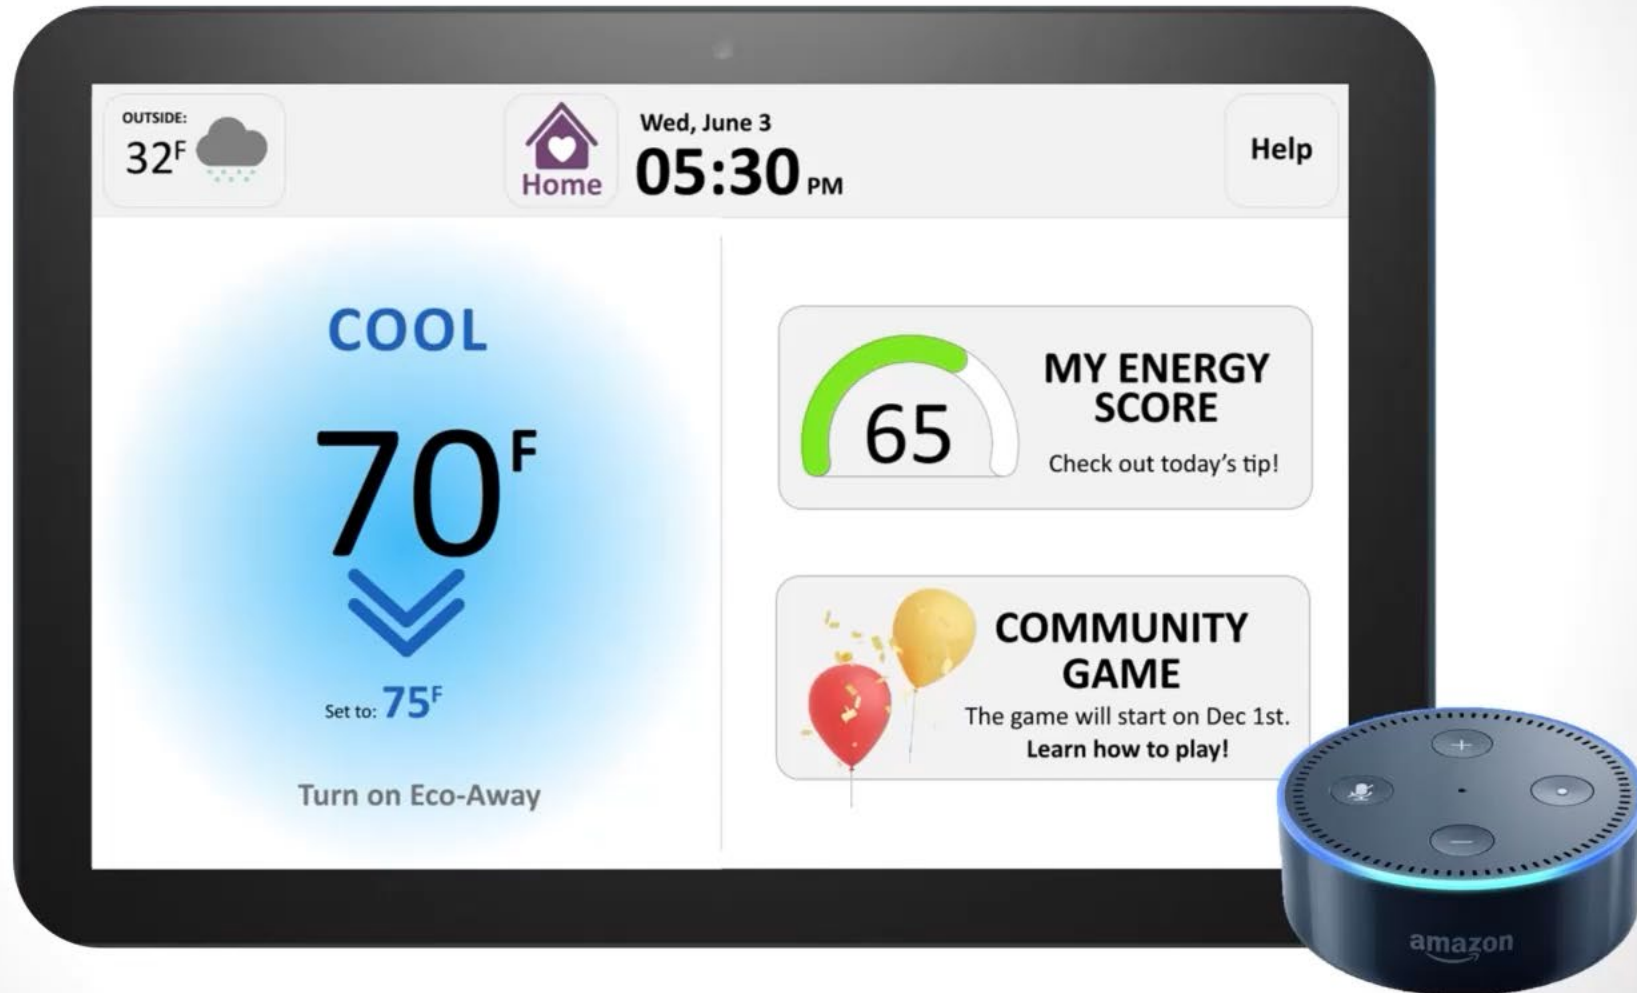 OUTSIDE:
32F
Home
Wed, June 3
05:30 PM
Help
COOL
70F
Set to: 75F
Turn on Eco-Away
65
MY ENERGY
SCORE
Check out today's tip!
COMMUNITY
GAME
The game will start on Dec 1st.
Learn how to play!
amazon